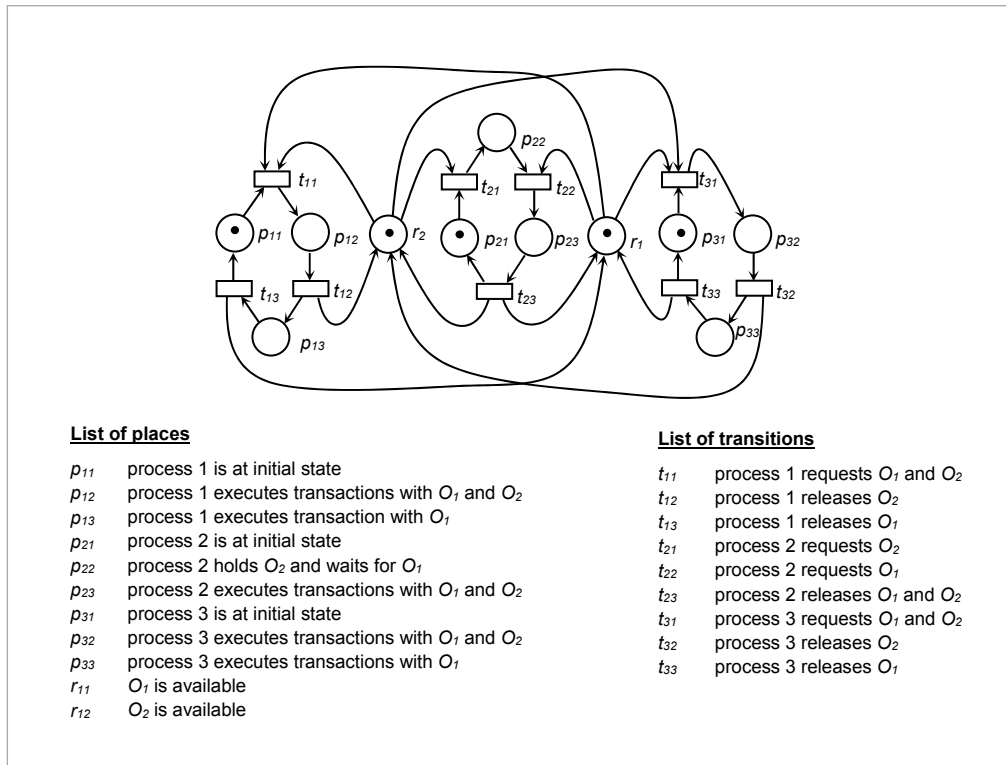 p22
t11
t21
t22
t31
p11
p12
r2
p21
p23
r1
p31
p32
t13
t12
t23
t33
t32
p13
p33
List of places
p11 process 1 is at initial state
p12 process 1 executes transactions with O1 and O2
p13 process 1 executes transaction with O1
p21 process 2 is at initial state
p22 process 2 holds O2 and waits for O1
p23 process 2 executes transactions with O1 and O2
p31 process 3 is at initial state
p32 process 3 executes transactions with O1 and O2
p33 process 3 executes transactions with O1
r11 O1 is available
r12 O2 is available
List of transitions
t11 process 1 requests O1 and O2
t12 process 1 releases O2
t13 process 1 releases O1
t21 process 2 requests O2
t22 process 2 requests O1
t23 process 2 releases O1 and O2
t31 process 3 requests O1 and O2
t32 process 3 releases O2
t33 process 3 releases O1